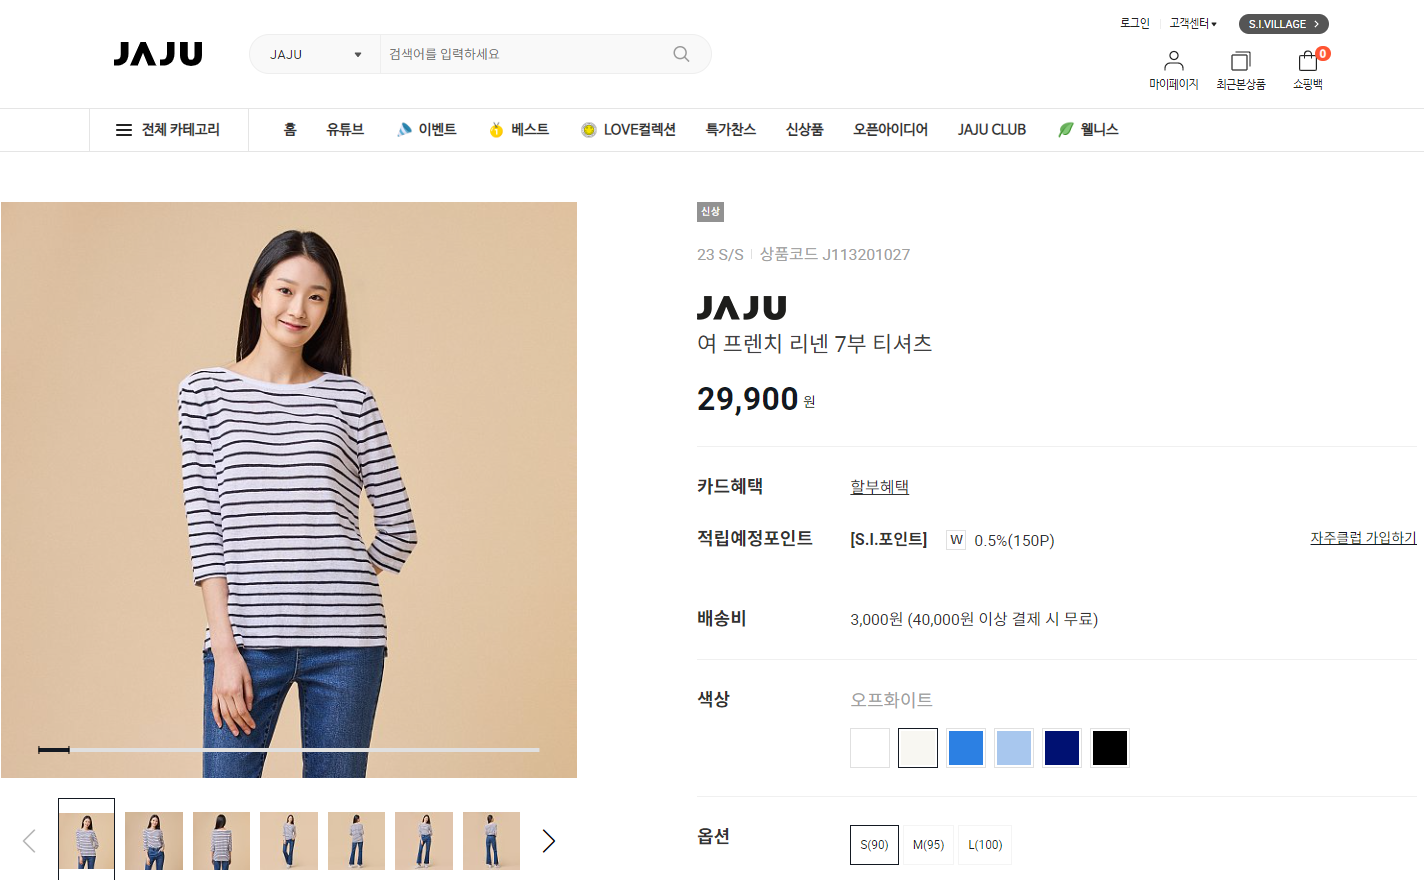 로그인
고객센터
S.I.VILLAGE
JAJU
JAJU
검색어를 입력하세요
마이페이지
최근본상품
0
쇼핑백
전체 카테고리
홈
유튜브
이벤트
베스트
LOVE컬렉션
특가찬스
신상품
오픈아이디어
JAJU CLUB
웰니스
신상
23 S/S
상품코드 J113201027
JAJU
여 프렌치 리넨 7부 티셔츠
29,900 원
카드혜택
할부혜택
적립예정포인트
[S.I.포인트]
W
0.5%(150P)
자주클럽 가입하기
배송비
3,000원 (40,000원 이상 결제 시 무료)
색상
오프화이트
옵션
S(90)
M(95)
L(100)